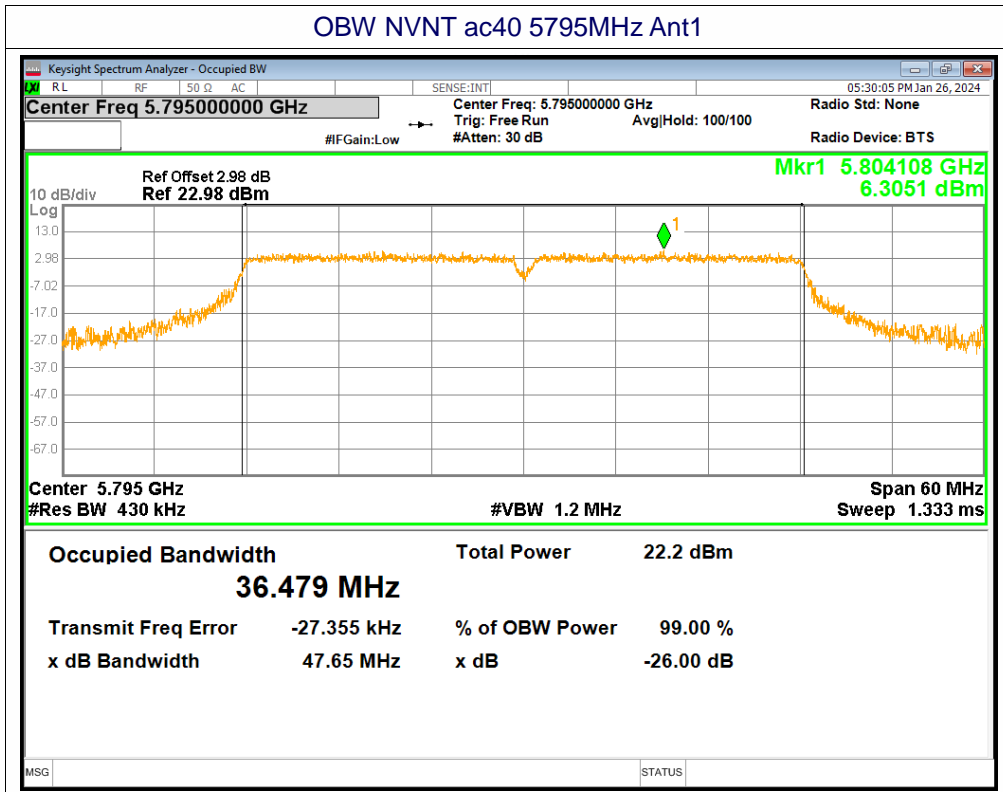 OBW NVNT ac40 5795MHz Ant1
Keysight Spectrum Analyzer - Occupied BW
LXI RL RF 50 Ω AC SENSE:INT 05:30:05 PM Jan 26, 2024
Center Freq 5.795000000 GHz Center Freq: 5.795000000 GHz Radio Std: None
Trig: Free Run Avg|Hold: 100/100
#IFGain:Low #Atten: 30 dB Radio Device: BTS
Mkr1 5.804108 GHz
6.3051 dBm
Ref Offset 2.98 dB
10 dB/div Ref 22.98 dBm
Log
13.0
1
2.98
-7.02
-17.0
-27.0
-37.0
-47.0
-57.0
-67.0
Center 5.795 GHz Span 60 MHz
#Res BW 430 kHz #VBW 1.2 MHz Sweep 1.333 ms
Occupied Bandwidth Total Power 22.2 dBm
36.479 MHz
Transmit Freq Error -27.355 kHz % of OBW Power 99.00 %
x dB Bandwidth 47.65 MHz x dB -26.00 dB
MSG STATUS